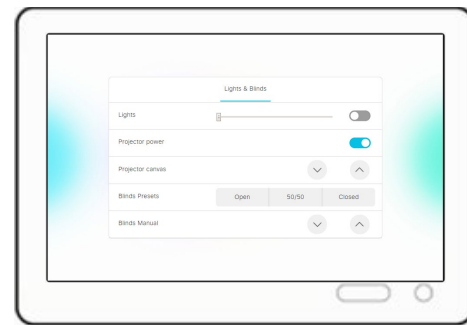 Lights & Blinds
Lights
Projector power
Projector canvas
Blinds Presets Open 50/50 Closed
Blinds Manual